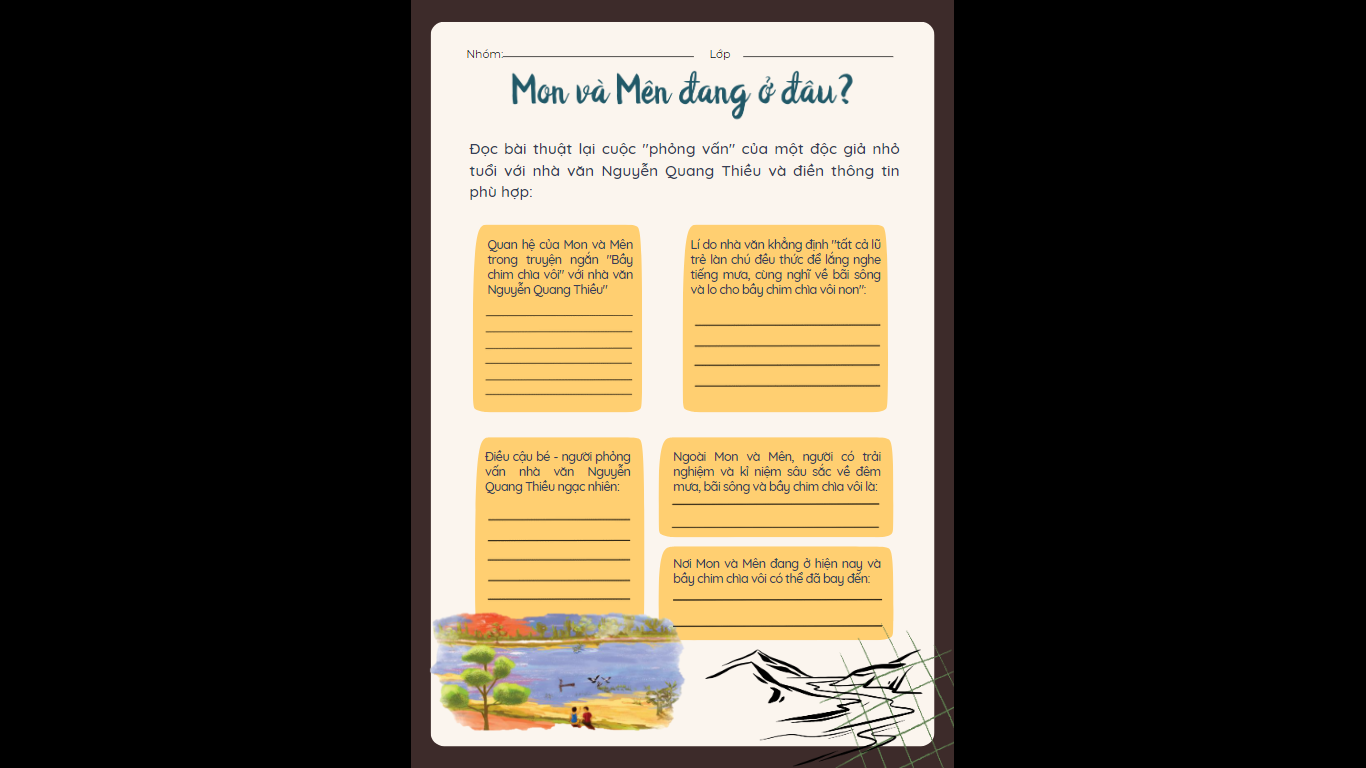 Nhóm: Lớp
Mon và Mên đang ở đâu?
Đọc bài thuật lại cuộc "phỏng vấn" của một độc giả nhỏ
tuổi với nhà văn Nguyễn Quang Thiều và điền thông tin
phù hợp:
Quan hệ của Mon và Mên
trong truyện ngắn "Bầy
chim chìa vôi" với nhà văn
Nguyễn Quang Thiều"
Lí do nhà văn khẳng định "tất cả lũ
trẻ làn chú đều thức để lắng nghe
tiếng mưa, cùng nghĩ về bãi sông
và lo cho bầy chim chìa vôi non":
Điều cậu bé - người phỏng
vấn nhà văn Nguyễn
Quang Thiều ngạc nhiên:
Ngoài Mon và Mên, người có trải
nghiệm và kỉ niệm sâu sắc về đêm
mưa, bãi sông và bầy chim chìa vôi là:
Nơi Mon và Mên đang ở hiện nay và
bầy chim chìa vôi có thể đã bay đến: